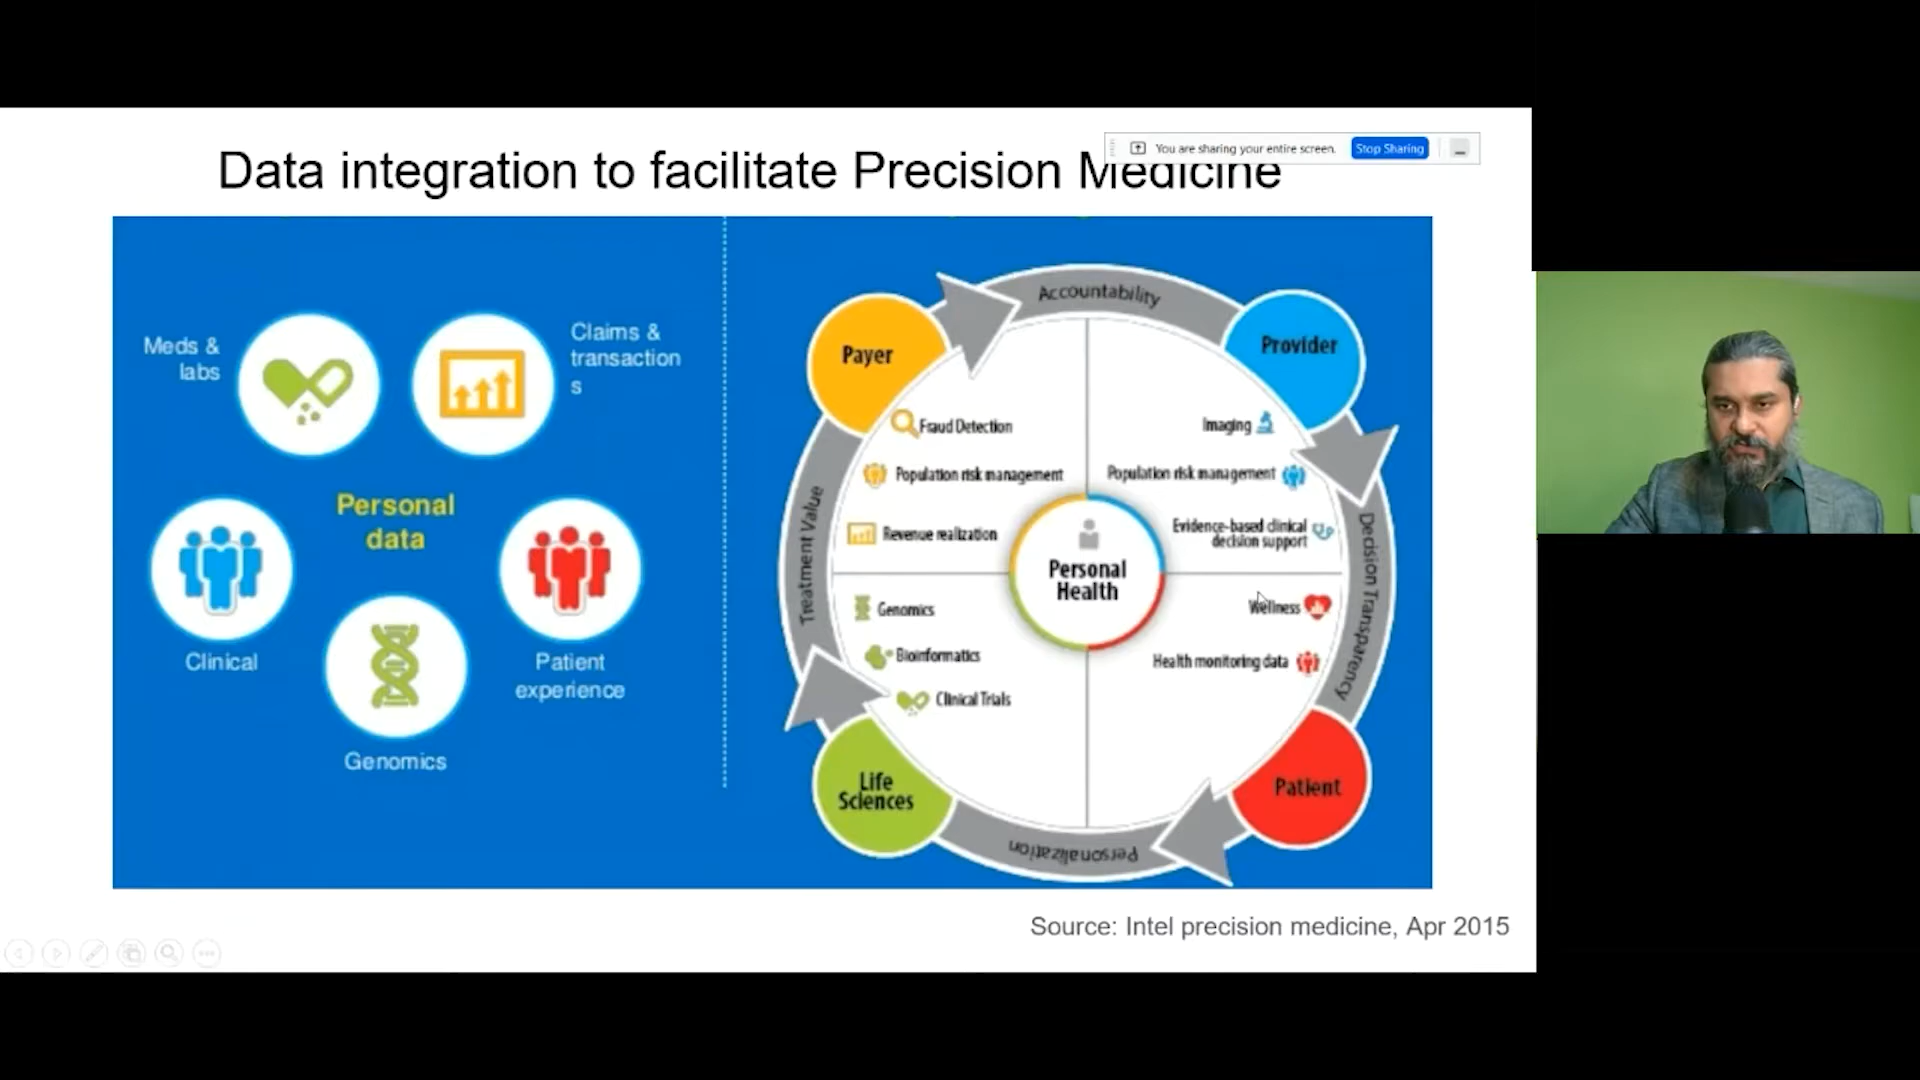 Data integration to facilitate Precision Medicine
You are sharing your entire screen.
Stop Sharing
Meds &
labs
Claims &
transaction
s
Personal
data
Clinical
Patient
experience
Genomics
Accountability
Payer
Provider
Fraud Detection
Population risk management
Revenue realization
Imaging
Population risk management
Evidence-based clinical
decision support
Treatment Value
Decision Transparency
Personal
Health
Genomics
Bioinformatics
Clinical Trials
Wellness
Health monitoring data
Life
Sciences
Patient
Personalization
Source: Intel precision medicine, Apr 2015